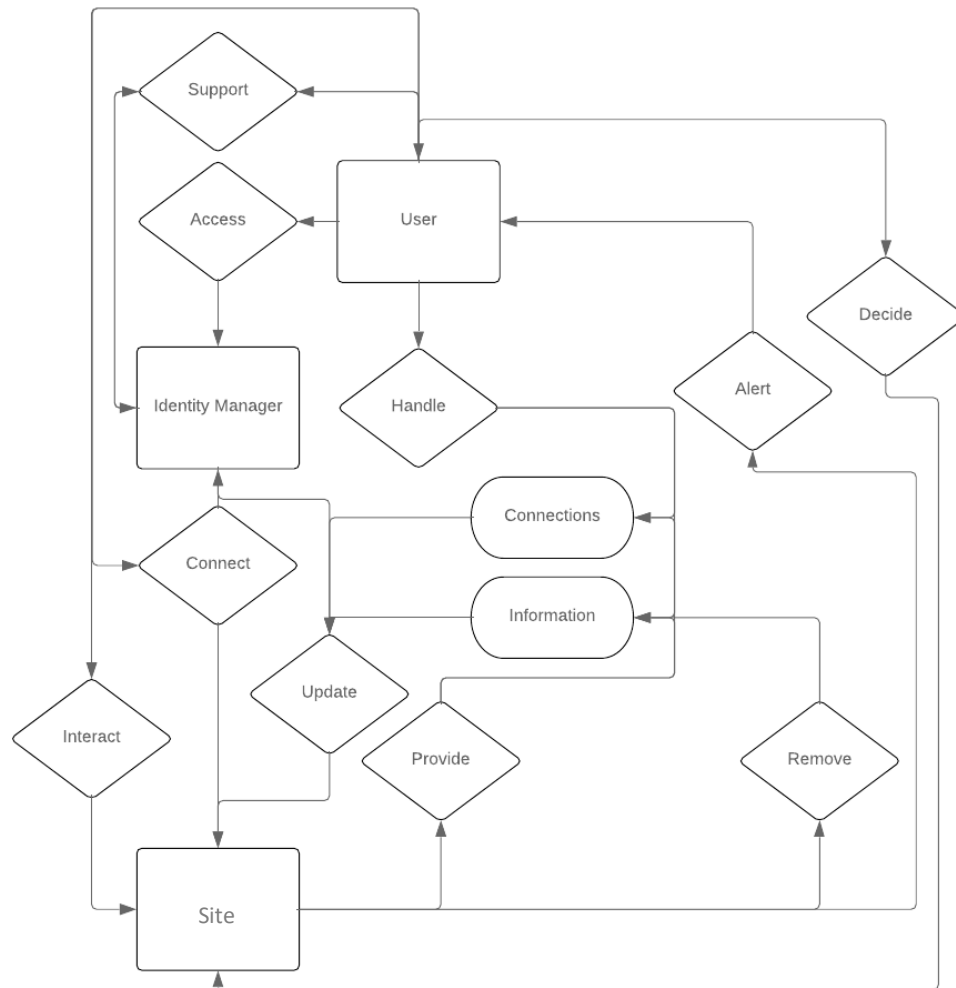 Support
Access
User
Decide
Identity Manager
Handle
Alert
Connections
Connect
Information
Update
Interact
Provide
Remove
Site